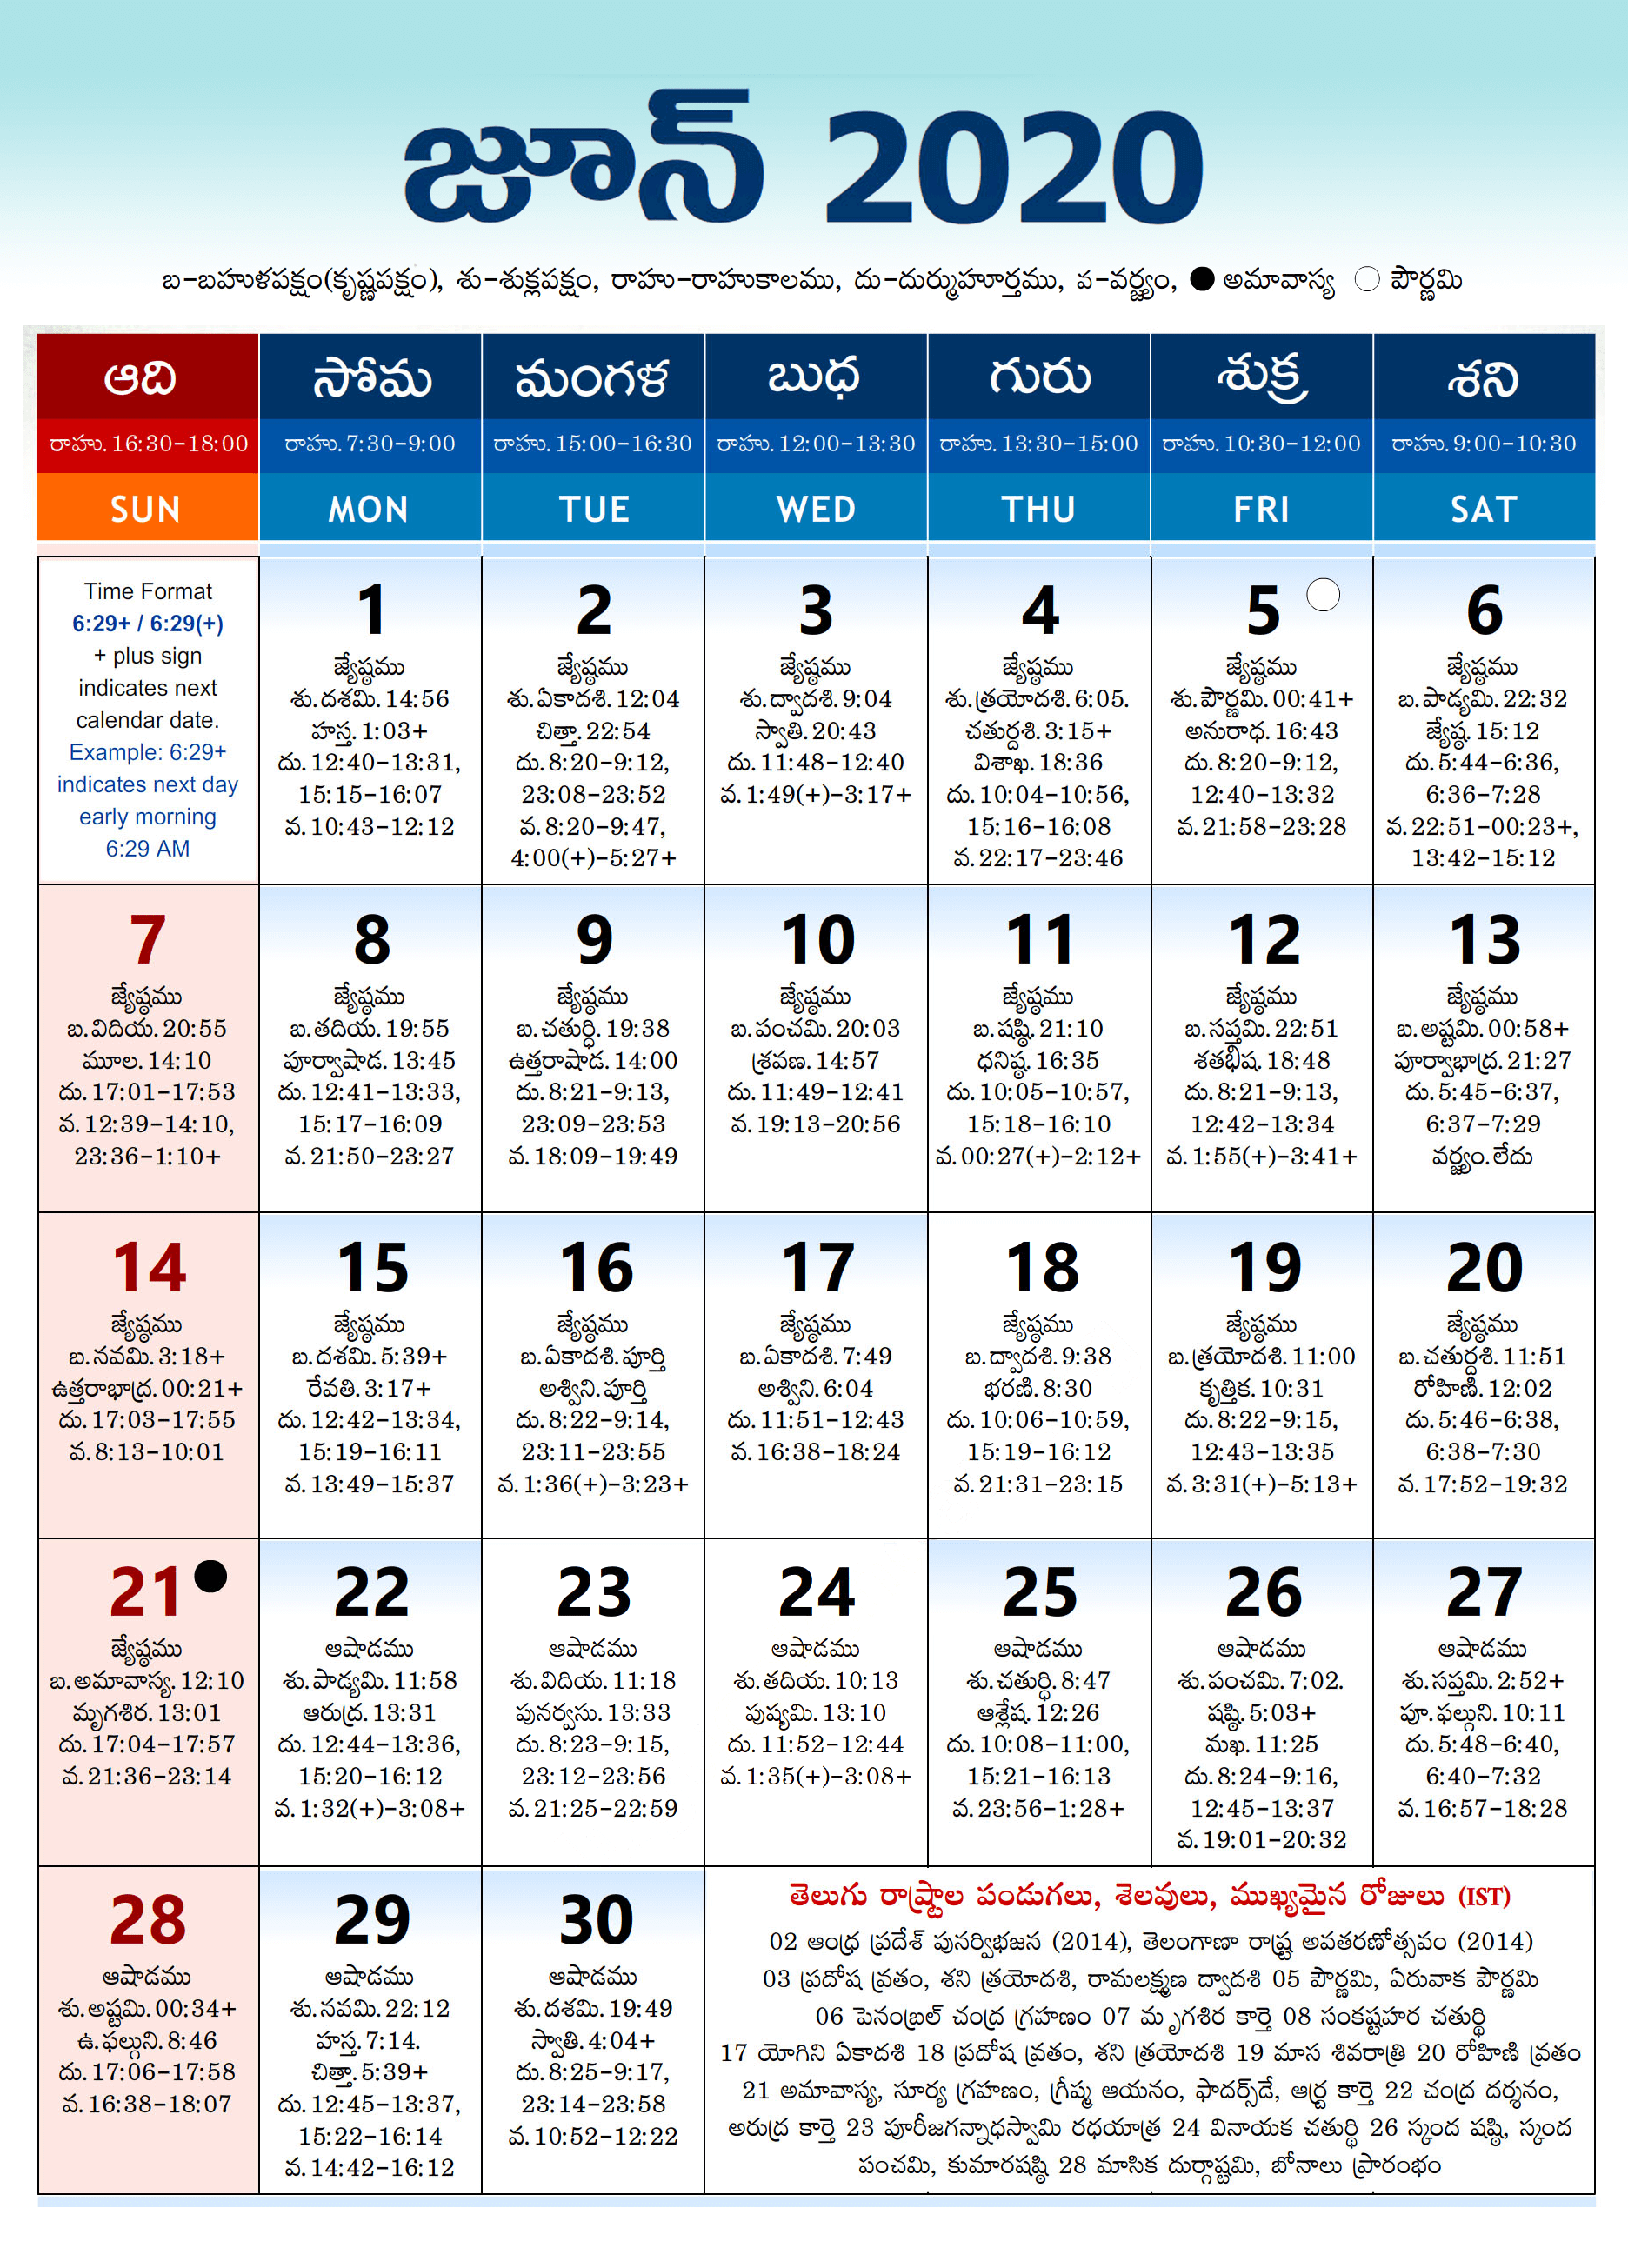 జూన్ 2020
బ-బహుళపక్షం(కృష్ణపక్షం), శు-శుక్లపక్షం, రాహు-రాహుకాలము, దు-దుర్ముహూర్తము, వ-వర్జ్యం, ● అమావాస్య ○ పౌర్ణమి
ఆది సోమ మంగళ బుధ గురు శుక్ర శని
రాహు.16:30-18:00 రాహు.7:30-9:00 రాహు.15:00-16:30 రాహు.12:00-13:30 రాహు.13:30-15:00 రాహు.10:30-12:00 రాహు.9:00-10:30
SUN MON TUE WED THU FRI SAT
Time Format
6:29+ / 6:29(+)
+ plus sign
indicates next
calendar date.
Example: 6:29+
indicates next day
early morning
6:29 AM
1
జ్యేష్ఠము
శు.దశమి.14:56
హస్త.1:03+
దు.12:40-13:31,
15:15-16:07
వ.10:43-12:12
2
జ్యేష్ఠము
శు.ఏకాదశి.12:04
చిత్తా.22:54
దు.8:20-9:12,
23:08-23:52
వ.8:20-9:47,
4:00(+)-5:27+
3
జ్యేష్ఠము
శు.ద్వాదశి.9:04
స్వాతి.20:43
దు.11:48-12:40
వ.1:49(+)-3:17+
4
జ్యేష్ఠము
శు.త్రయోదశి.6:05.
చతుర్దశి.3:15+
విశాఖ.18:36
దు.10:04-10:56,
15:16-16:08
వ.22:17-23:46
5
జ్యేష్ఠము
శు.పౌర్ణమి.00:41+
అనురాధ.16:43
దు.8:20-9:12,
12:40-13:32
వ.21:58-23:28
6
జ్యేష్ఠము
బ.పాడ్యమి.22:32
జ్యేష్ఠ.15:12
దు.5:44-6:36,
6:36-7:28
వ.22:51-00:23+,
13:42-15:12
7
జ్యేష్ఠము
బ.విదియ.20:55
మూల.14:10
దు.17:01-17:53
వ.12:39-14:10,
23:36-1:10+
8
జ్యేష్ఠము
బ.తదియ.19:55
పూర్వాషాడ.13:45
దు.12:41-13:33,
15:17-16:09
వ.21:50-23:27
9
జ్యేష్ఠము
బ.చతుర్ధి.19:38
ఉత్తరాషాడ.14:00
దు.8:21-9:13,
23:09-23:53
వ.18:09-19:49
10
జ్యేష్ఠము
బ.పంచమి.20:03
శ్రవణ.14:57
దు.11:49-12:41
వ.19:13-20:56
11
జ్యేష్ఠము
బ.షష్ఠి.21:10
ధనిష్ఠ.16:35
దు.10:05-10:57,
15:18-16:10
వ.00:27(+)-2:12+
12
జ్యేష్ఠము
బ.సప్తమి.22:51
శతభిష.18:48
దు.8:21-9:13,
12:42-13:34
వ.1:55(+)-3:41+
13
జ్యేష్ఠము
బ.అష్టమి.00:58+
పూర్వాభాద్ర.21:27
దు.5:45-6:37,
6:37-7:29
వర్జ్యం.లేదు
14
జ్యేష్ఠము
బ.నవమి.3:18+
ఉత్తరాభాద్ర.00:21+
దు.17:03-17:55
వ.8:13-10:01
15
జ్యేష్ఠము
బ.దశమి.5:39+
రేవతి.3:17+
దు.12:42-13:34,
15:19-16:11
వ.13:49-15:37
16
జ్యేష్ఠము
బ.ఏకాదశి.పూర్తి
అశ్విని.పూర్తి
దు.8:22-9:14,
23:11-23:55
వ.1:36(+)-3:23+
17
జ్యేష్ఠము
బ.ఏకాదశి.7:49
అశ్విని.6:04
దు.11:51-12:43
వ.16:38-18:24
18
జ్యేష్ఠము
బ.ద్వాదశి.9:38
భరణి.8:30
దు.10:06-10:59,
15:19-16:12
వ.21:31-23:15
19
జ్యేష్ఠము
బ.త్రయోదశి.11:00
కృత్తిక.10:31
దు.8:22-9:15,
12:43-13:35
వ.3:31(+)-5:13+
20
జ్యేష్ఠము
బ.చతుర్దశి.11:51
రోహిణి.12:02
దు.5:46-6:38,
6:38-7:30
వ.17:52-19:32
21
జ్యేష్ఠము
బ.అమావాస్య.12:10
మృగశిర.13:01
దు.17:04-17:57
వ.21:36-23:14
22
ఆషాడము
శు.పాడ్యమి.11:58
ఆరుద్ర.13:31
దు.12:44-13:36,
15:20-16:12
వ.1:32(+)-3:08+
23
ఆషాడము
శు.విదియ.11:18
పునర్వసు.13:33
దు.8:23-9:15,
23:12-23:56
వ.21:25-22:59
24
ఆషాడము
శు.తదియ.10:13
పుష్యమి.13:10
దు.11:52-12:44
వ.1:35(+)-3:08+
25
ఆషాడము
శు.చతుర్ధి.8:47
ఆశ్లేష.12:26
దు.10:08-11:00,
15:21-16:13
వ.23:56-1:28+
26
ఆషాడము
శు.పంచమి.7:02.
షష్ఠి.5:03+
మఖ.11:25
దు.8:24-9:16,
12:45-13:37
వ.19:01-20:32
27
ఆషాడము
శు.సప్తమి.2:52+
పూ.ఫల్గుని.10:11
దు.5:48-6:40,
6:40-7:32
వ.16:57-18:28
28
ఆషాడము
శు.అష్టమి.00:34+
ఉ.ఫల్గుని.8:46
దు.17:06-17:58
వ.16:38-18:07
29
ఆషాడము
శు.నవమి.22:12
హస్త.7:14.
చిత్తా.5:39+
దు.12:45-13:37,
15:22-16:14
వ.14:42-16:12
30
ఆషాడము
శు.దశమి.19:49
స్వాతి.4:04+
దు.8:25-9:17,
23:14-23:58
వ.10:52-12:22
తెలుగు రాష్ట్రాల పండుగలు, శెలవులు, ముఖ్యమైన రోజులు (IST)
02 ఆంధ్ర ప్రదేశ్ పునర్విభజన (2014), తెలంగాణా రాష్ట్ర అవతరణోత్సవం (2014)
03 ప్రదోష వ్రతం, శని త్రయోదశి, రామలక్ష్మణ ద్వాదశి 05 పౌర్ణమి, ఏరువాక పౌర్ణమి
06 పెనంబ్రల్ చంద్ర గ్రహణం 07 మృగశిర కార్తె 08 సంకష్టహర చతుర్థి
17 యోగిని ఏకాదశి 18 ప్రదోష వ్రతం, శని త్రయోదశి 19 మాస శివరాత్రి 20 రోహిణి వ్రతం
21 అమావాస్య, సూర్య గ్రహణం, గ్రీష్మ ఆయనం, ఫాదర్స్‌డే, ఆర్ద్ర కార్తె 22 చంద్ర దర్శనం,
అరుద్ర కార్తె 23 పూరీజగన్నాధస్వామి రధయాత్ర 24 వినాయక చతుర్థి 26 స్కంద షష్ఠి, స్కంద
పంచమి, కుమారషష్ఠి 28 మాసిక దుర్గాష్టమి, బోనాలు ప్రారంభం